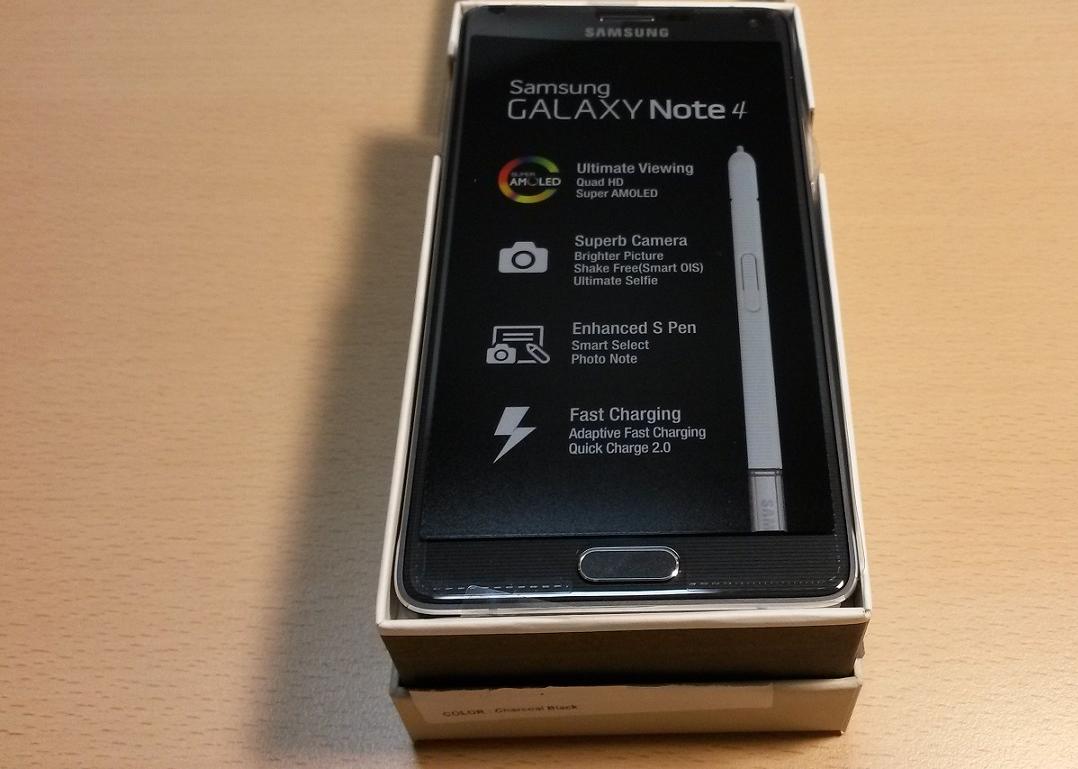 SAMSUNG
Samsung
GALAXY Note 4
SUPER
AMOLED
Ultimate Viewing
Quad HD
Super AMOLED
Superb Camera
Brighter Picture
Shake Free(Smart OIS)
Ultimate Selfie
Enhanced S Pen
Smart Select
Photo Note
Fast Charging
Adaptive Fast Charging
Quick Charge 2.0
SAM
COLOR : Charcoal Black